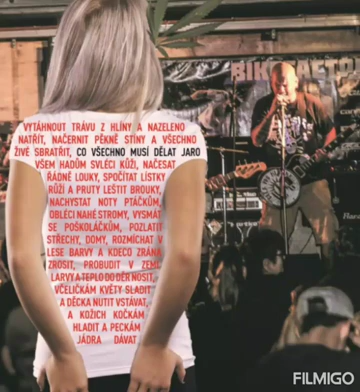 BIKE FACTORY
VYTÁHNOUT TRÁVU Z HLÍNY A NAZELENO
NATŘÍT, NAČERNIT PĚKNĚ STÍNY A VŠECHNO
ŽIVÉ SBRATŘIT, CO VŠECHNO MUSÍ DĚLAT JARO
VŠEM HADŮM SVLÉCI KŮŽI, NAČESAT
ŘÁDNĚ LOUKY, SPOČÍTAT LÍSTKY
RŮŽI A PRUTY LEŠTIT BROUKY,
NACHYSTAT NOTY PTÁČKŮM,
OBLÉCI NAHÉ STROMY, VYSMÁT
SE POŠKOLÁČKŮM, POZLATIT
STŘECHY, DOMY, ROZMÍCHAT V
LESE BARVY A KDECO ZRÁNA
ZROSIT, PROBUDIT V ZEMI
LARVY A TEPLO DO DĚR NOSIT,
VČELIČKÁM KVĚTY SLADIT
A DĚCKA NUTIT VSTÁVAT,
A KOŽICH KOČKÁM
HLADIT A PECKÁM
JÁDRA DÁVAT
FILMIGO